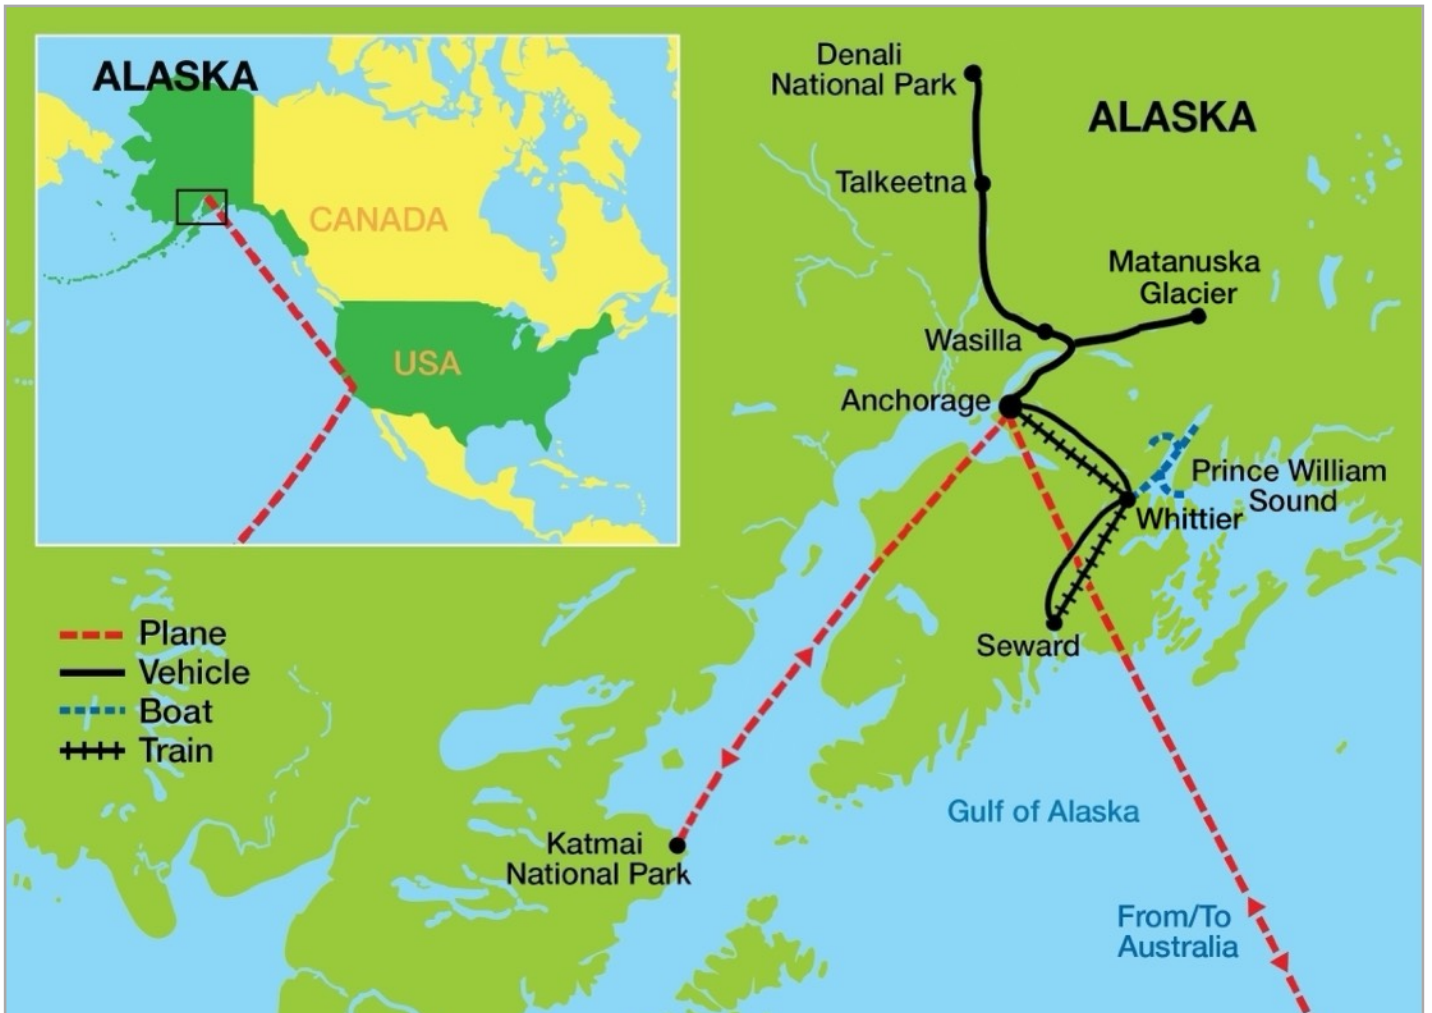 ALASKA
CANADA
USA
Denali
National Park
ALASKA
Talkeetna
Matanuska
Glacier
Wasilla
Anchorage
Prince William
Sound
Whittier
Seward
Plane
Vehicle
Boat
Train
Gulf of Alaska
Katmai
National Park
From/To
Australia